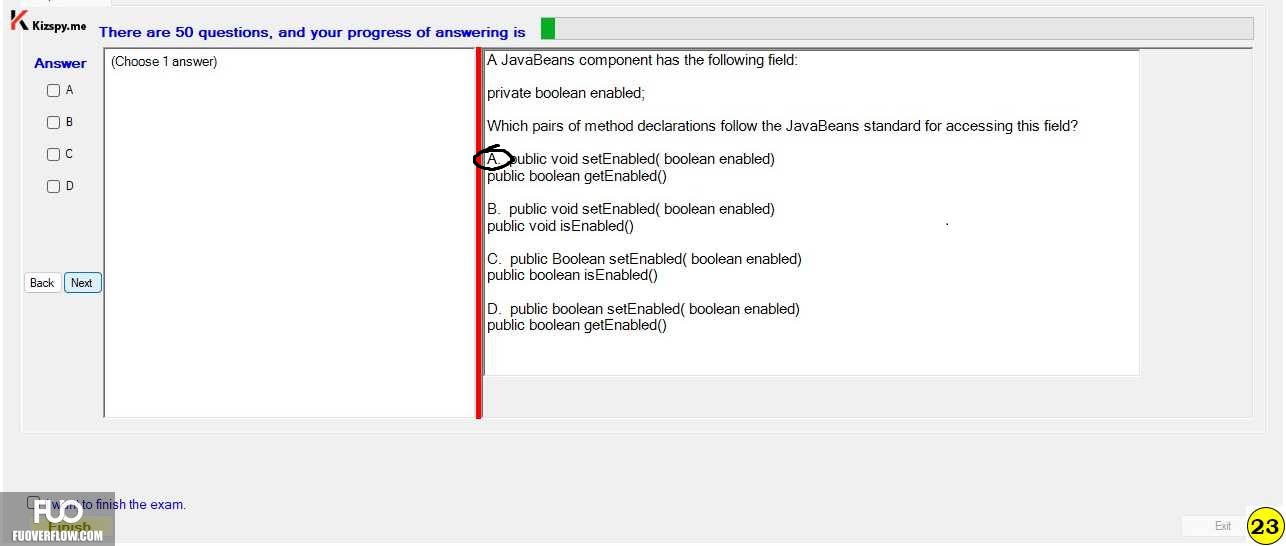 Kizspy.me
There are 50 questions, and your progress of answering is
Answer
(Choose 1 answer)
A
B
C
D
Back
Next
A JavaBeans component has the following field:
private boolean enabled;
Which pairs of method declarations follow the JavaBeans standard for accessing this field?
A. public void setEnabled( boolean enabled)
public boolean getEnabled()
B. public void setEnabled( boolean enabled)
public void isEnabled()
C. public Boolean setEnabled( boolean enabled)
public boolean isEnabled()
D. public boolean setEnabled( boolean enabled)
public boolean getEnabled()
I want to finish the exam.
Finish
FUO
FUOVERFLOW.COM
Exit
23